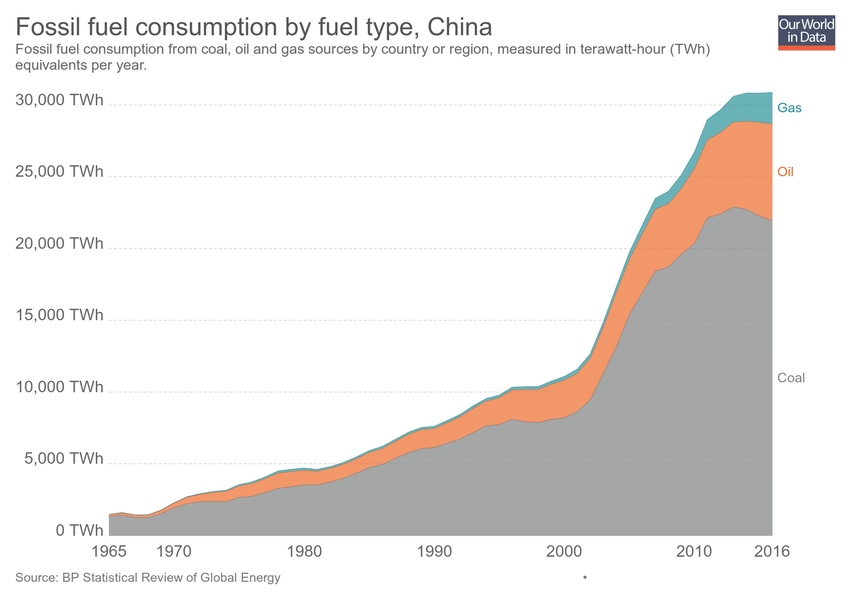 Fossil fuel consumption by fuel type, China
Our World
in Data
Fossil fuel consumption from coal, oil and gas sources by country or region, measured in terawatt-hour (TWh)
equivalents per year.
30,000 TWh
Gas
25,000 TWh
Oil
20,000 TWh
15,000 TWh
10,000 TWh
Coal
5,000 TWh
0 TWh
1965 1970 1980 1990 2000 2010 2016
Source: BP Statistical Review of Global Energy